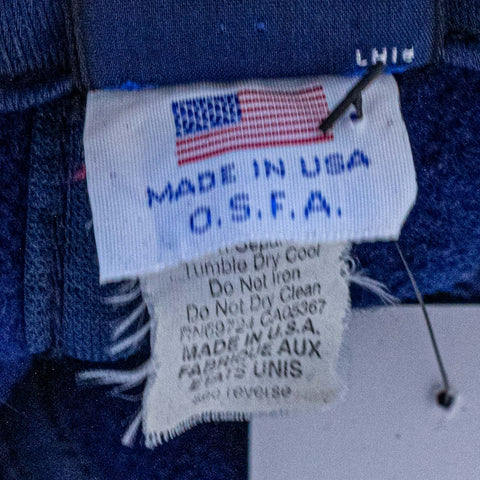 MADE IN USA
O.S.F.A.
Tumble Dry Cool
Do Not Iron
Do Not Dry Clean
RN69724 CA05367
MADE IN U.S.A.
FABRIQUE AUX
ETATS UNIS
see reverse